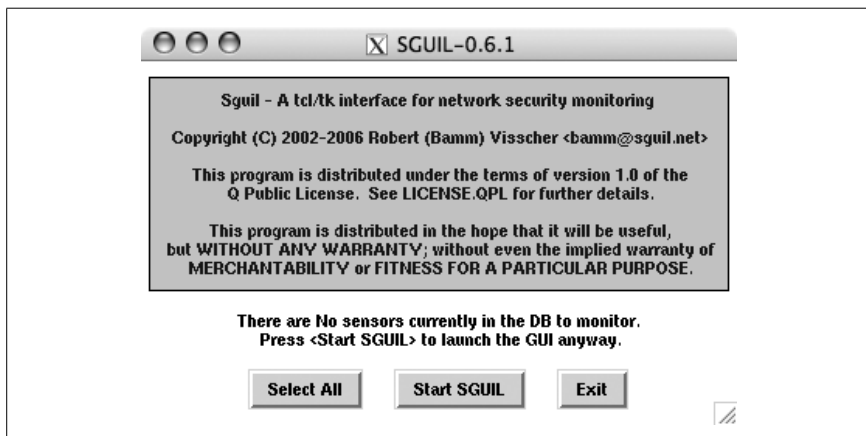 SGUIL-0.6.1
Sguil - A tcl/tk interface for network security monitoring
Copyright (C) 2002-2006 Robert (Bamm) Visscher <bamm@sguil.net>
This program is distributed under the terms of version 1.0 of the
Q Public License. See LICENSE.QPL for further details.
This program is distributed in the hope that it will be useful,
but WITHOUT ANY WARRANTY; without even the implied warranty of
MERCHANTABILITY or FITNESS FOR A PARTICULAR PURPOSE.
There are No sensors currently in the DB to monitor.
Press <Start SGUIL> to launch the GUI anyway.
Select All Start SGUIL Exit